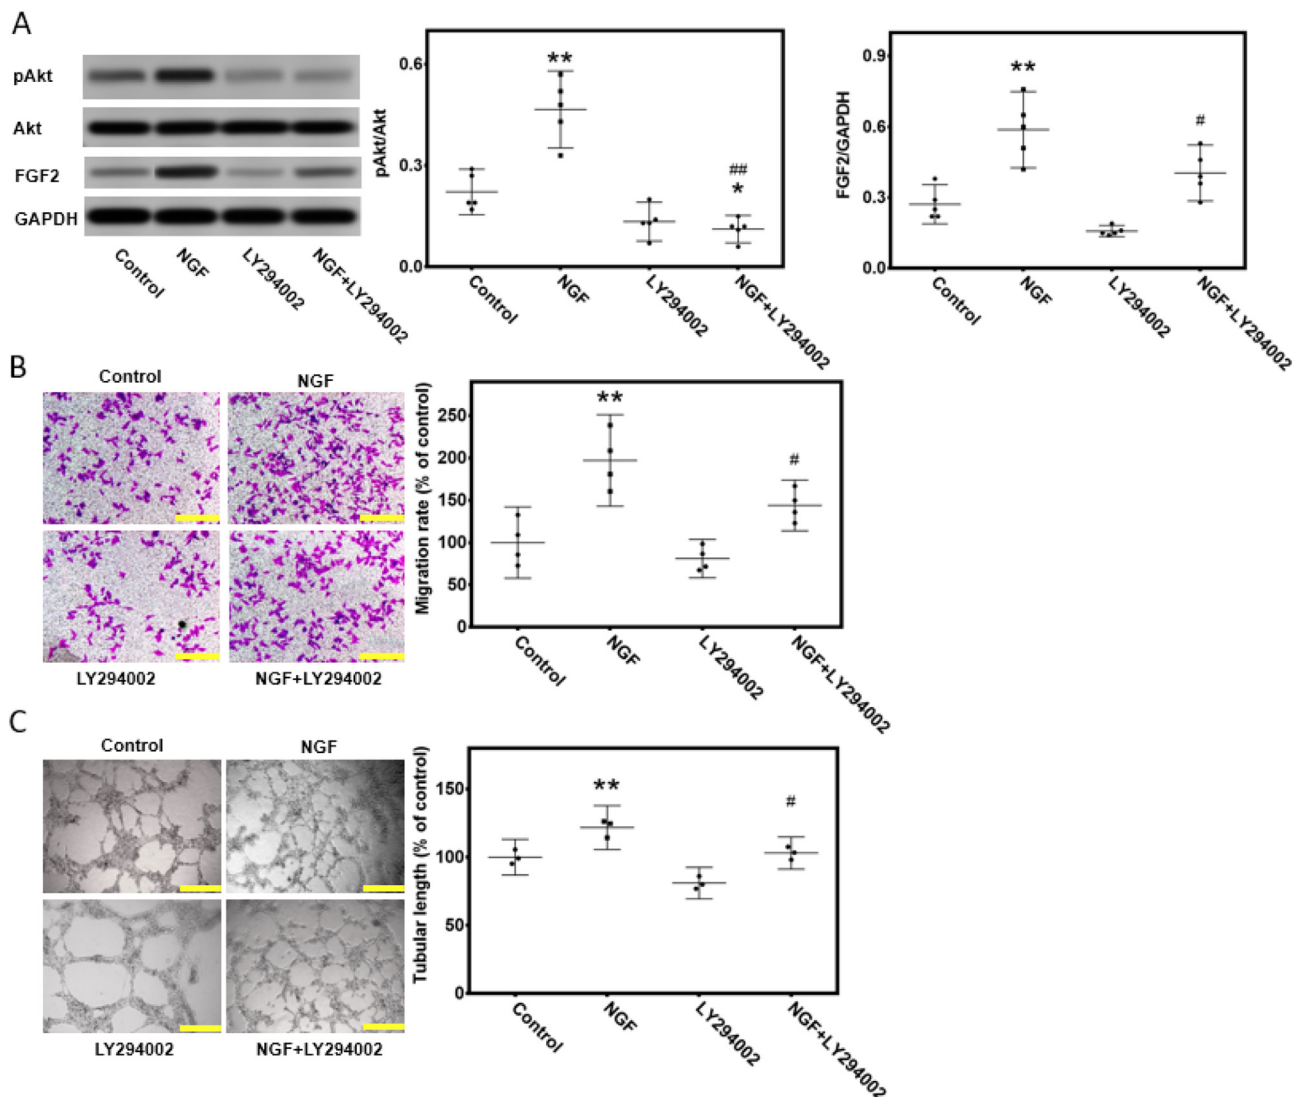 A
pAkt
Akt
FGF2
GAPDH
Control
NGF
LY294002
NGF+LY294002
pAkt/Akt
0.6
0.3
0.0
**
##
*
Control
NGF
LY294002
NGF+LY294002
FGF2/GAPDH
0.9
0.6
0.3
0.0
**
#
Control
NGF
LY294002
NGF+LY294002
B
Control
NGF
LY294002
NGF+LY294002
Migration rate (% of control)
250
200
150
100
50
0
**
#
Control
NGF
LY294002
NGF+LY294002
C
Control
NGF
LY294002
NGF+LY294002
Tubular length (% of control)
150
100
50
0
**
#
Control
NGF
LY294002
NGF+LY294002